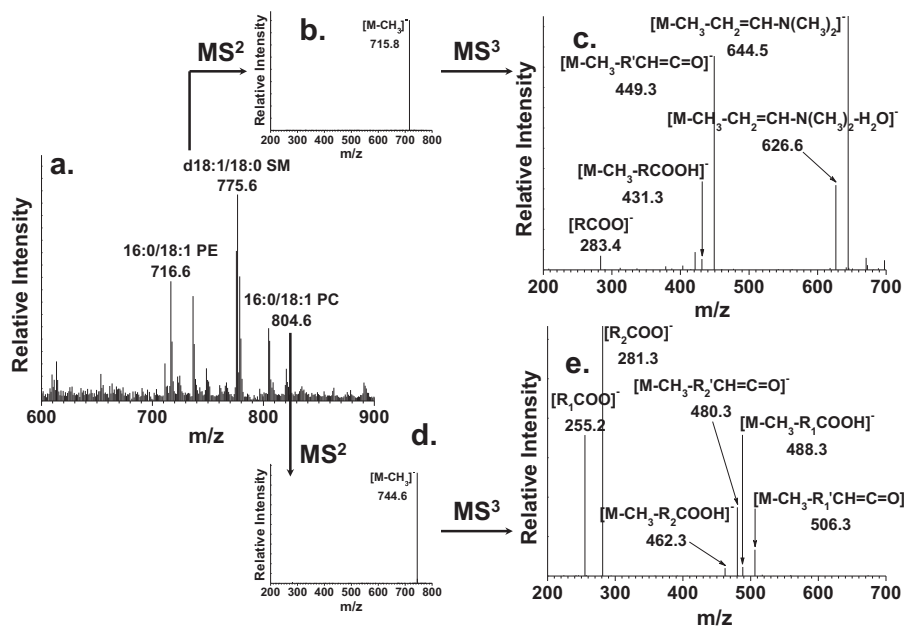 a.
d18:1/18:0 SM
775.6
16:0/18:1 PE
716.6
16:0/18:1 PC
804.6
Relative Intensity
600 700 800 900
m/z
MS²
b.
[M-CH₃]⁻
715.8
Relative Intensity
200 300 400 500 600 700 800
m/z
MS³
c.
[M-CH₃-CH₂=CH-N(CH₃)₂]⁻
644.5
[M-CH₃-R'CH=C=O]⁻
449.3
[M-CH₃-CH₂=CH-N(CH₃)₂-H₂O]⁻
626.6
[M-CH₃-RCOOH]⁻
431.3
[RCOO]⁻
283.4
Relative Intensity
200 300 400 500 600 700
m/z
MS²
d.
[M-CH₃]⁻
744.6
Relative Intensity
200 300 400 500 600 700 800
m/z
MS³
e.
[R₂COO]⁻
281.3
[R₁COO]⁻
255.2
[M-CH₃-R₂'CH=C=O]⁻
480.3
[M-CH₃-R₁COOH]⁻
488.3
[M-CH₃-R₂COOH]⁻
462.3
[M-CH₃-R₁'CH=C=O]
506.3
Relative Intensity
200 300 400 500 600 700
m/z